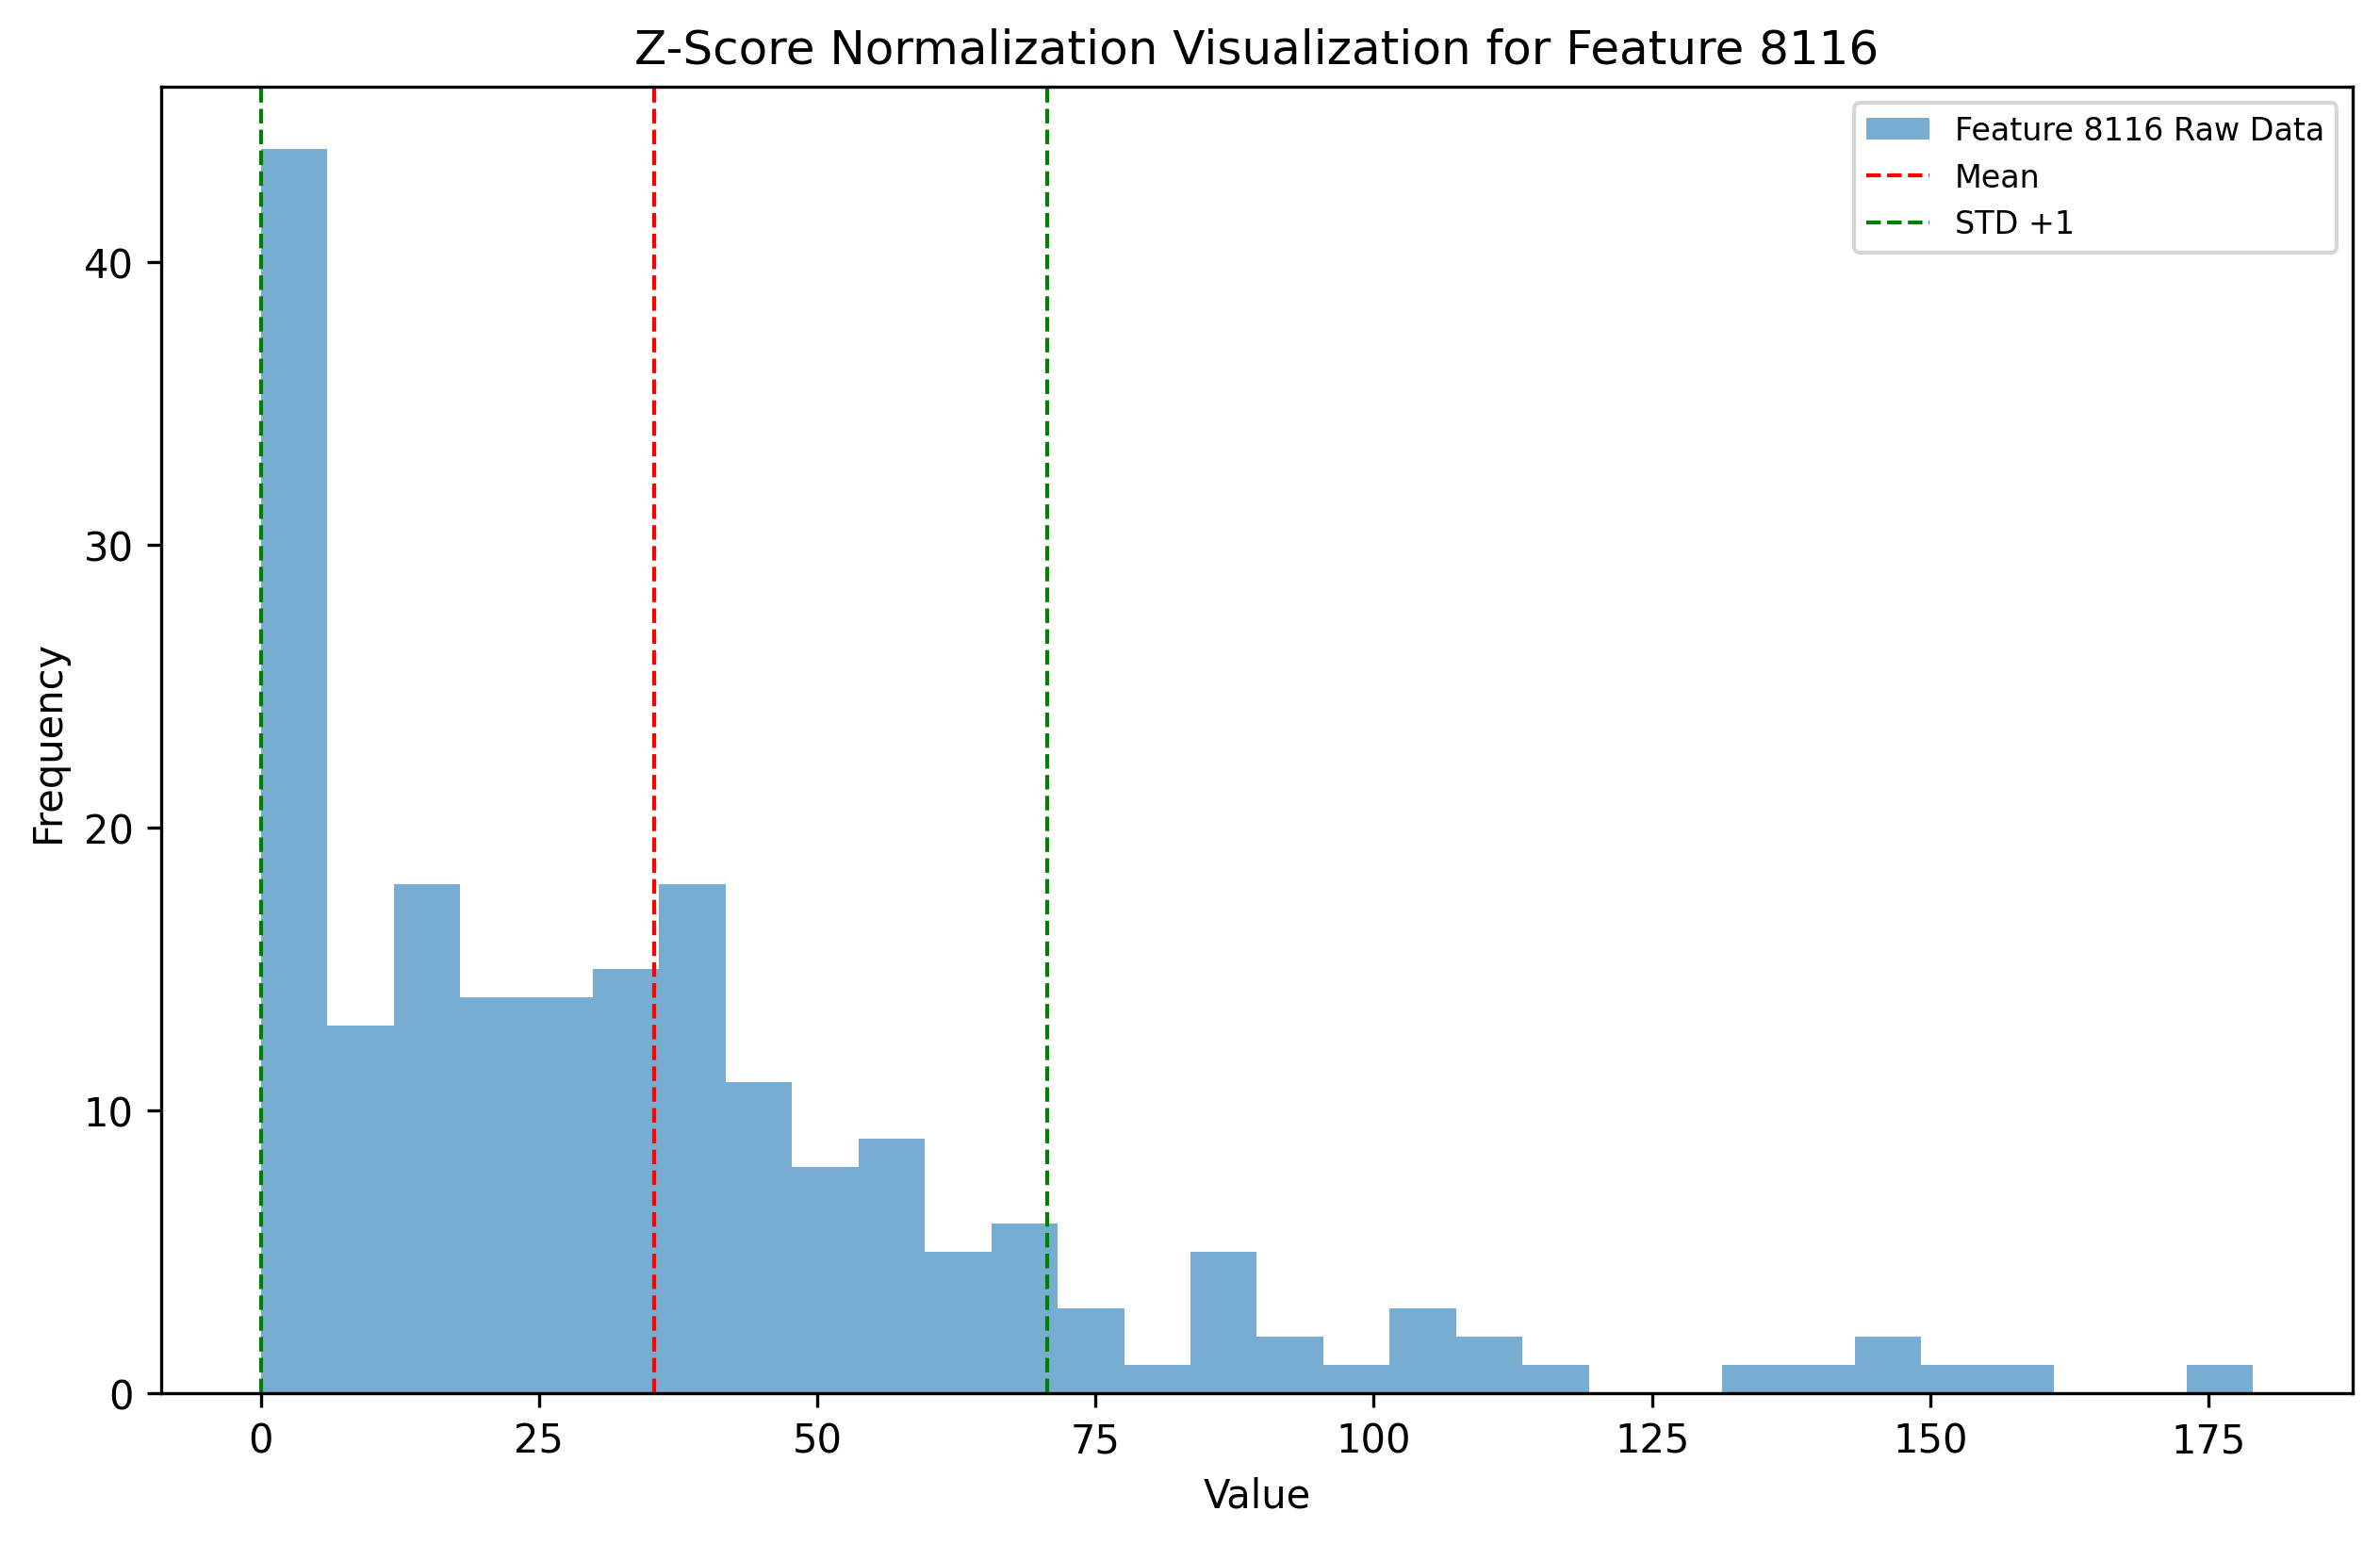 Z-Score Normalization Visualization for Feature 8116
Feature 8116 Raw Data
Mean
STD +1
Frequency
40
30
20
10
0
0 25 50 75 100 125 150 175
Value